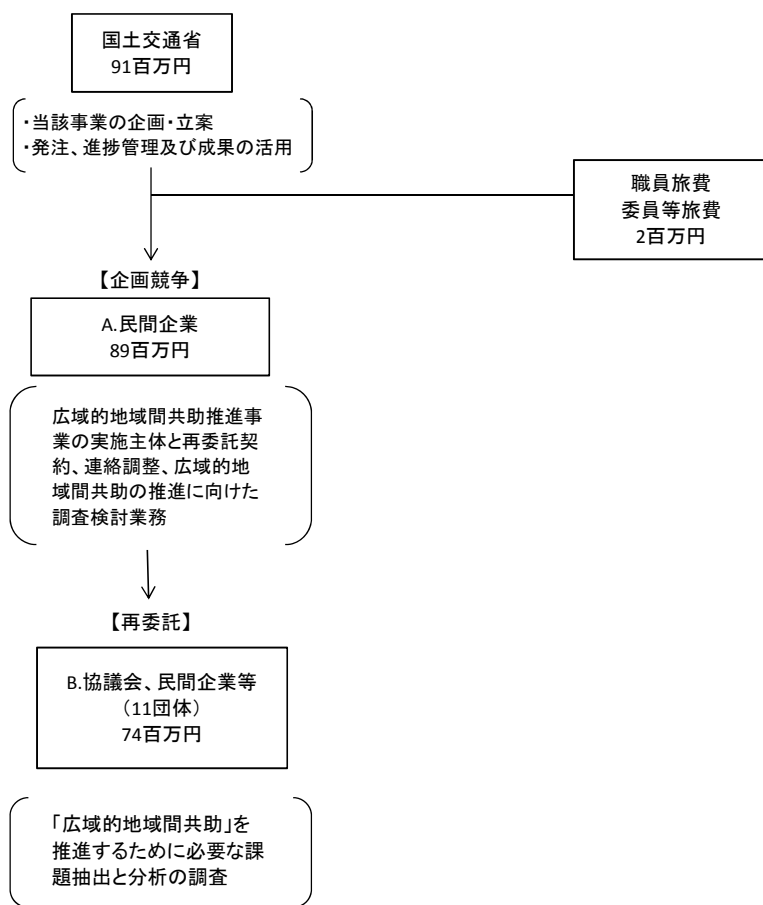 国土交通省
91百万円
・当該事業の企画・立案
・発注、進捗管理及び成果の活用
職員旅費
委員等旅費
2百万円
【企画競争】
A.民間企業
89百万円
広域的地域間共助推進事
業の実施主体と再委託契
約、連絡調整、広域的地
域間共助の推進に向けた
調査検討業務
【再委託】
B.協議会、民間企業等
（11団体）
74百万円
「広域的地域間共助」を
推進するために必要な課
題抽出と分析の調査